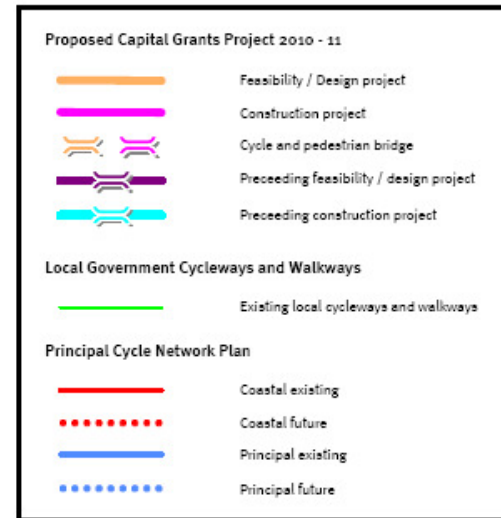 Proposed Capital Grants Project 2010 - 11
Feasibility / Design project
Construction project
Cycle and pedestrian bridge
Preceeding feasibility / design project
Preceeding construction project
Local Government Cycleways and Walkways
Existing local cycleways and walkways
Principal Cycle Network Plan
Coastal existing
Coastal future
Principal existing
Principal future